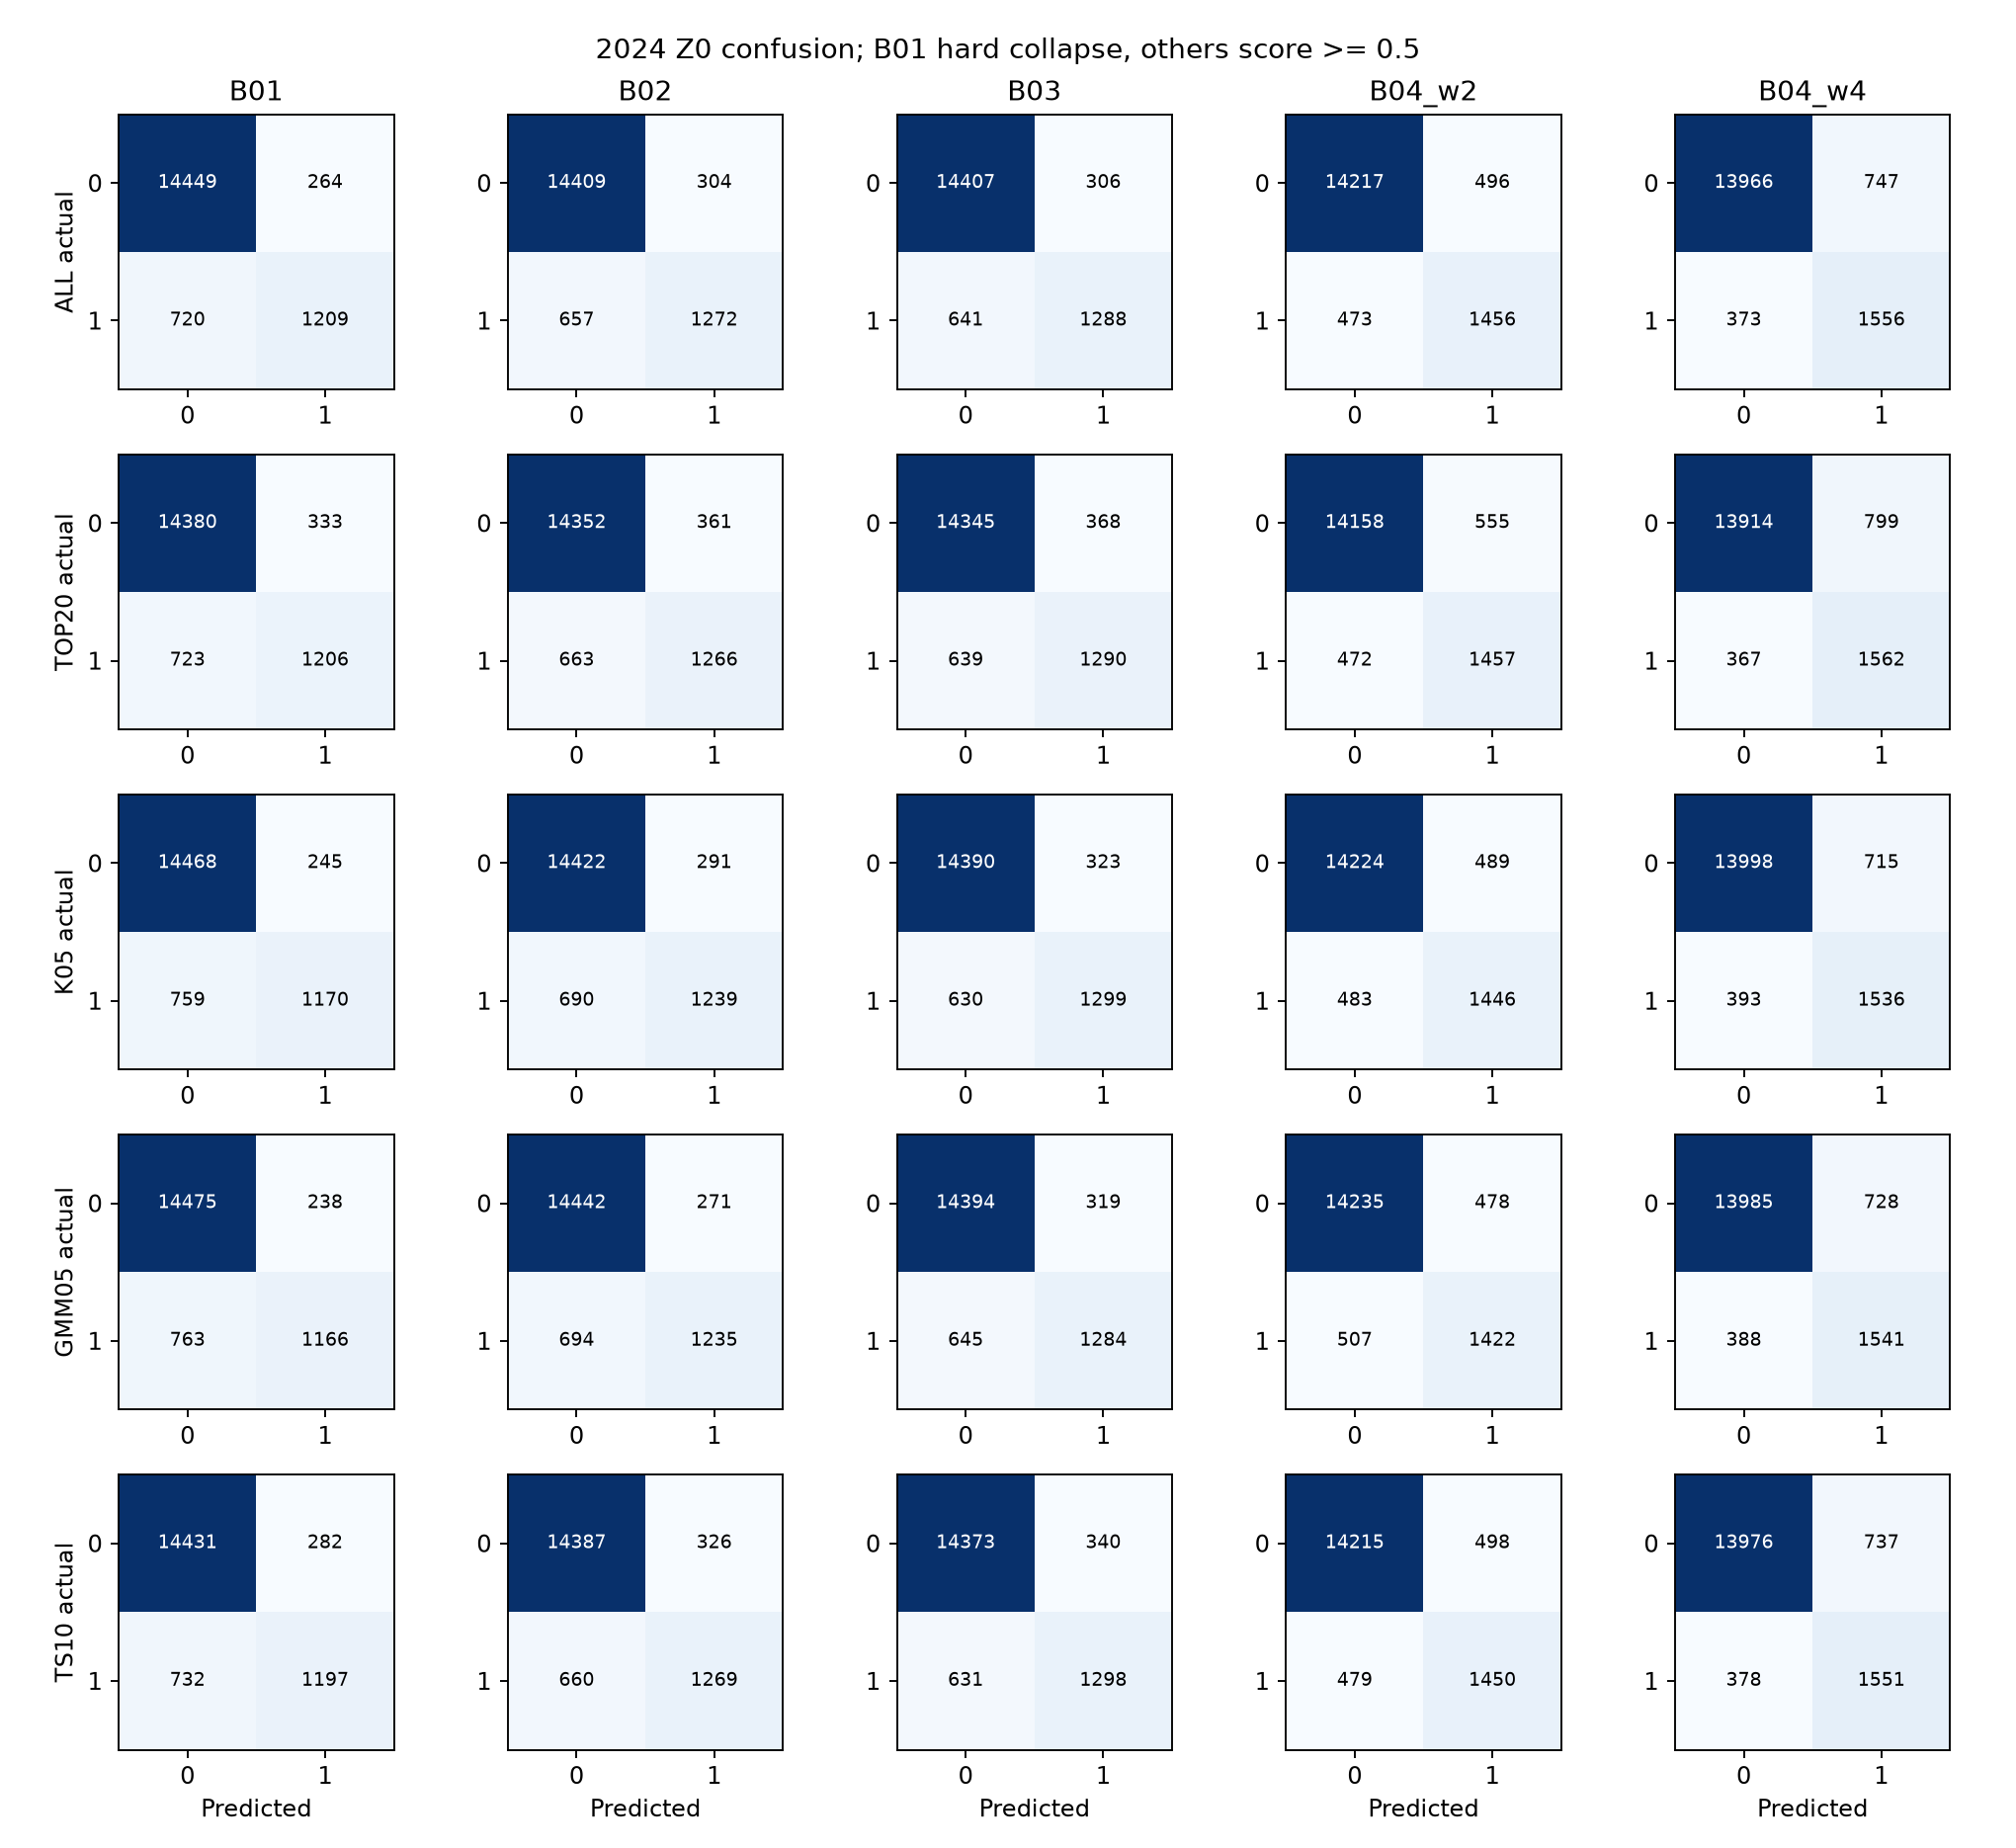 2024 Z0 confusion; B01 hard collapse, others score >= 0.5
B01 B02 B03 B04_w2 B04_w4
ALL actual
0 14449 264 0 14409 304 0 14407 306 0 14217 496 0 13966 747
1 720 1209 1 657 1272 1 641 1288 1 473 1456 1 373 1556
0 1 0 1 0 1 0 1 0 1
TOP20 actual
0 14380 333 0 14352 361 0 14345 368 0 14158 555 0 13914 799
1 723 1206 1 663 1266 1 639 1290 1 472 1457 1 367 1562
0 1 0 1 0 1 0 1 0 1
K05 actual
0 14468 245 0 14422 291 0 14390 323 0 14224 489 0 13998 715
1 759 1170 1 690 1239 1 630 1299 1 483 1446 1 393 1536
0 1 0 1 0 1 0 1 0 1
GMM05 actual
0 14475 238 0 14442 271 0 14394 319 0 14235 478 0 13985 728
1 763 1166 1 694 1235 1 645 1284 1 507 1422 1 388 1541
0 1 0 1 0 1 0 1 0 1
TS10 actual
0 14431 282 0 14387 326 0 14373 340 0 14215 498 0 13976 737
1 732 1197 1 660 1269 1 631 1298 1 479 1450 1 378 1551
0 1 0 1 0 1 0 1 0 1
Predicted Predicted Predicted Predicted Predicted